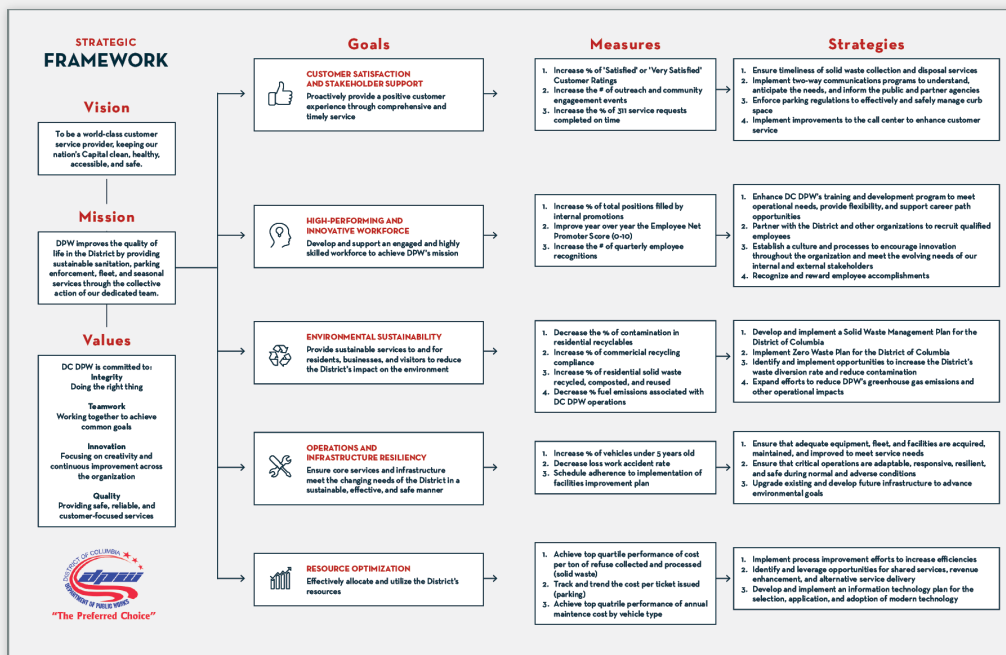 STRATEGIC
FRAMEWORK
Vision
To be a world-class customer
service provider, keeping our
nation's Capital clean, healthy,
accessible, and safe.
Mission
DPW improves the quality of
life in the District by providing
sustainable sanitation, parking
enforcement, fleet, and seasonal
services through the collective
action of our dedicated team.
Values
DC DPW is committed to:
Integrity
Doing the right thing
Teamwork
Working together to achieve
common goals
Innovation
Focusing on creativity and
continuous improvement across
the organization
Quality
Providing safe, reliable, and
customer-focused services
DISTRICT OF COLUMBIA
dpw
DEPARTMENT OF PUBLIC WORKS
"The Preferred Choice"
Goals
CUSTOMER SATISFACTION
AND STAKEHOLDER SUPPORT
Proactively provide a positive customer
experience through comprehensive and
timely service
HIGH-PERFORMING AND
INNOVATIVE WORKFORCE
Develop and support an engaged and highly
skilled workforce to achieve DPW's mission
ENVIRONMENTAL SUSTAINABILITY
Provide sustainable services to and for
residents, businesses, and visitors to reduce
the District's impact on the environment
OPERATIONS AND
INFRASTRUCTURE RESILIENCY
Ensure core services and infrastructure
meet the changing needs of the District in a
sustainable, effective, and safe manner
RESOURCE OPTIMIZATION
Effectively allocate and utilize the District's
resources
Measures
1. Increase % of 'Satisfied' or 'Very Satisfied'
Customer Ratings
2. Increase the # of outreach and community
engagement events
3. Increase the % of 311 service requests
completed on time
1. Increase % of total positions filled by
internal promotions
2. Improve year over year the Employee Net
Promoter Score (0-10)
3. Increase the # of quarterly employee
recognitions
1. Decrease the % of contamination in
residential recyclables
2. Increase % of commericial recycling
compliance
3. Increase % of residential solid waste
recycled, composted, and reused
4. Decrease % fuel emissions associated with
DC DPW operations
1. Increase % of vehicles under 5 years old
2. Decrease loss work accident rate
3. Schedule adherence to implementation of
facilities improvement plan
1. Achieve top quartile performance of cost
per ton of refuse collected and processed
(solid waste)
2. Track and trend the cost per ticket issued
(parking)
3. Achieve top quatrile performance of annual
maintence cost by vehicle type
Strategies
1. Ensure timeliness of solid waste collection and disposal services
2. Implement two-way communications programs to understand,
anticipate the needs, and inform the public and partner agencies
3. Enforce parking regulations to effectively and safely manage curb
space
4. Implement improvements to the call center to enhance customer
service
1. Enhance DC DPW's training and development program to meet
operational needs, provide flexibility, and support career path
opportunities
2. Partner with the District and other organizations to recruit qualified
employees
3. Establish a culture and processes to encourage innovation
throughout the organization and meet the evolving needs of our
internal and external stakeholders
4. Recognize and reward employee accomplishments
1. Develop and implement a Solid Waste Management Plan for the
District of Columbia
2. Implement Zero Waste Plan for the District of Columbia
3. Identify and implement opportunities to increase the District's
waste diversion rate and reduce contamination
4. Expand efforts to reduce DPW's greenhouse gas emissions and
other operational impacts
1. Ensure that adequate equipment, fleet, and facilities are acquired,
maintained, and improved to meet service needs
2. Ensure that critical operations are adaptable, responsive, resilient,
and safe during normal and adverse conditions
3. Upgrade existing and develop future infrastructure to advance
environmental goals
1. Implement process improvement efforts to increase efficiencies
2. Identify and leverage opportunities for shared services, revenue
enhancement, and alternative service delivery
3. Develop and implement an information technology plan for the
selection, application, and adoption of modern technology